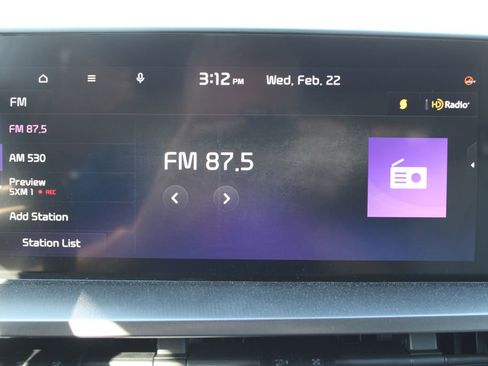 3:12 PM Wed, Feb. 22
FM
HD Radio
FM 87.5
AM 530
Preview
SXM 1 REC
Add Station
Station List
FM 87.5